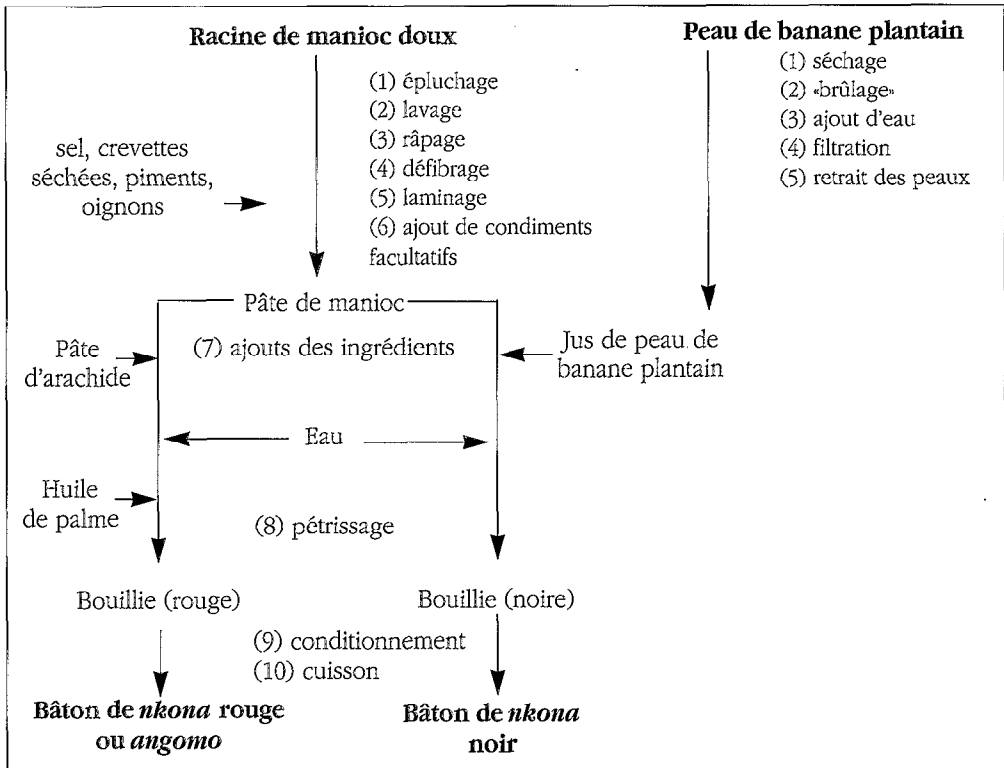 Racine de manioc doux
(1) épluchage
(2) lavage
(3) râpage
(4) défibrage
(5) laminage
(6) ajout de condiments
facultatifs
sel, crevettes
séchées, piments,
oignons
Peau de banane plantain
(1) séchage
(2) «brûlage»
(3) ajout d'eau
(4) filtration
(5) retrait des peaux
Pâte de manioc
(7) ajouts des ingrédients
Pâte
d'arachide
Jus de peau de
banane plantain
Eau
Huile
de palme
(8) pétrissage
Bouillie (rouge)
Bouillie (noire)
(9) conditionnement
(10) cuisson
Bâton de nkona rouge
ou angomo
Bâton de nkona
noir